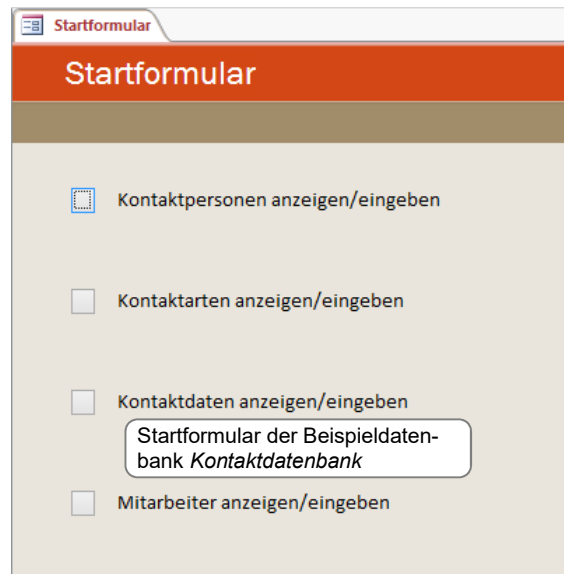 Startformular
Startformular
Kontaktpersonen anzeigen/eingeben
Kontaktarten anzeigen/eingeben
Kontaktdaten anzeigen/eingeben
Startformular der Beispieldaten-
bank Kontaktdatenbank
Mitarbeiter anzeigen/eingeben